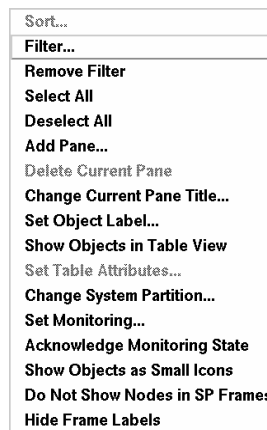 Sort...
Filter...
Remove Filter
Select All
Deselect All
Add Pane...
Delete Current Pane
Change Current Pane Title...
Set Object Label...
Show Objects in Table View
Set Table Attributes...
Change System Partition...
Set Monitoring...
Acknowledge Monitoring State
Show Objects as Small Icons
Do Not Show Nodes in SP Frames
Hide Frame Labels